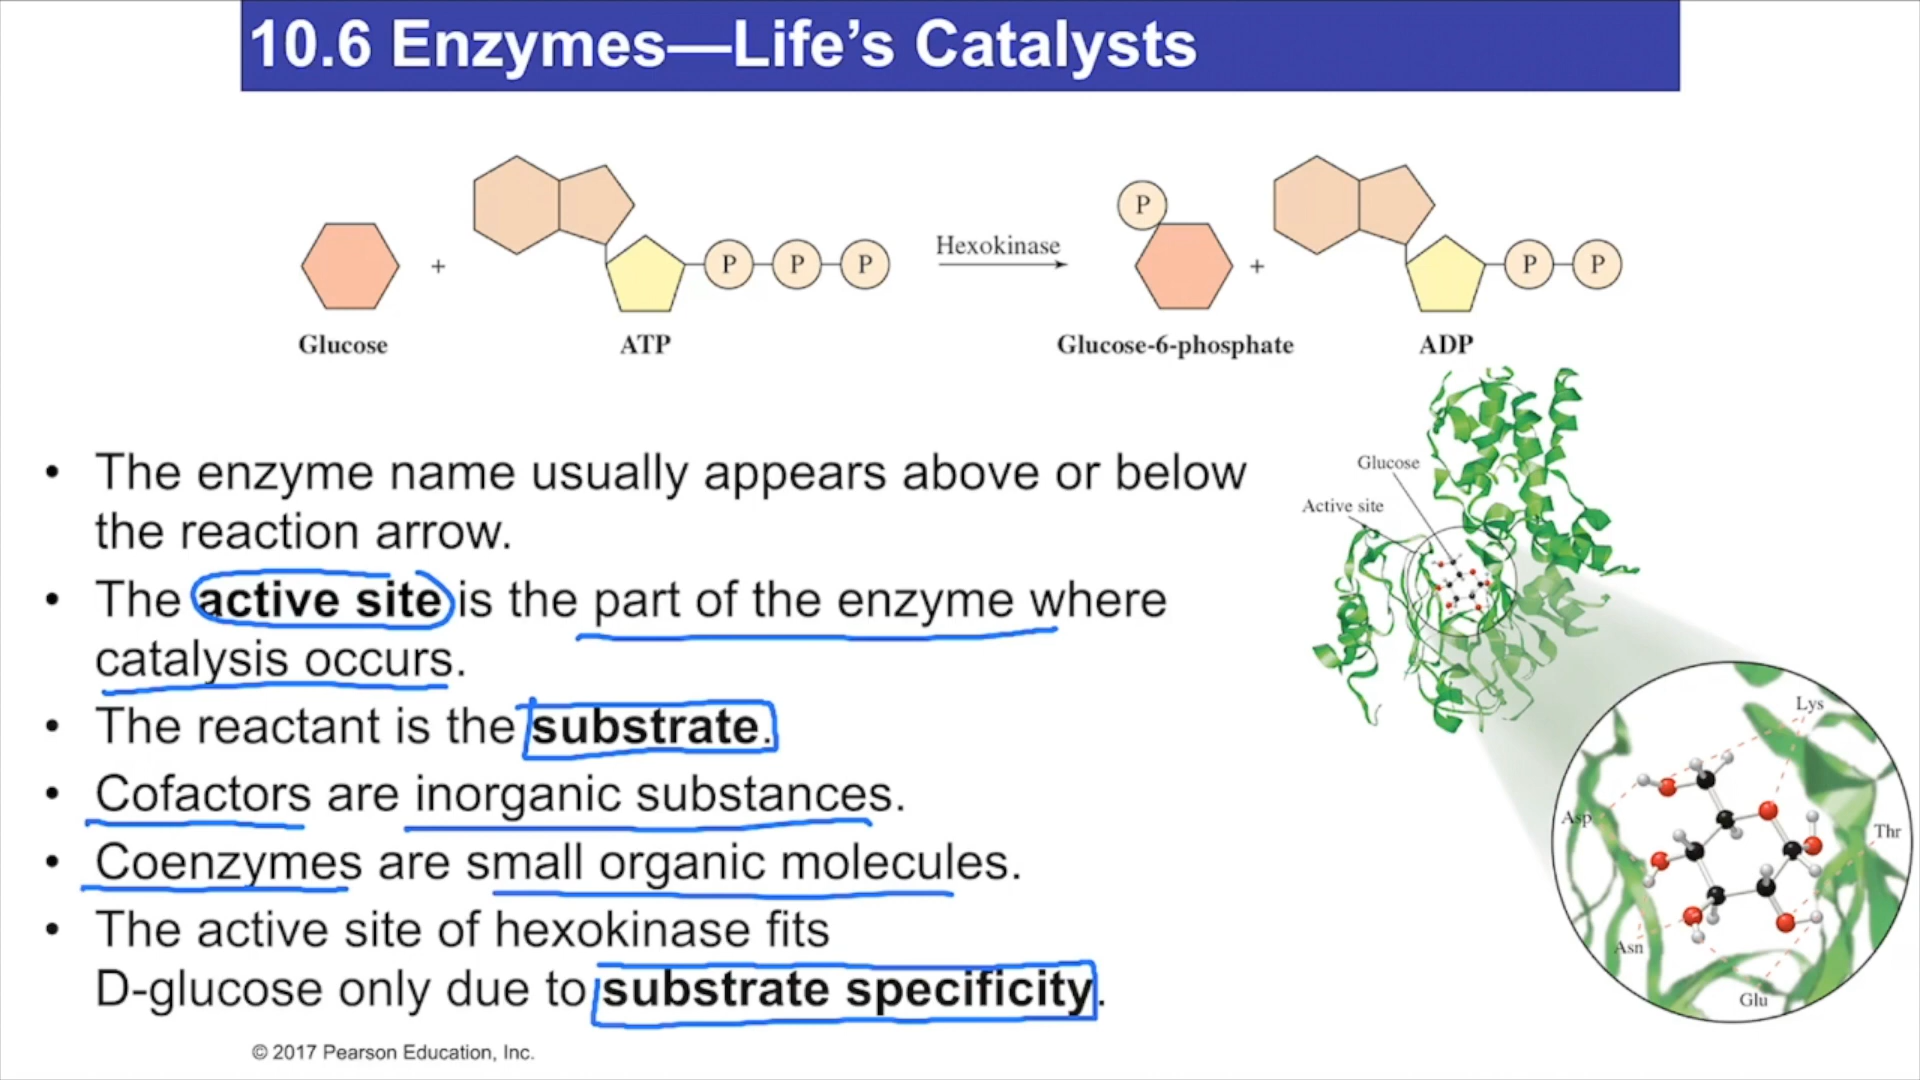 10.6 Enzymes—Life's Catalysts
P
Hexokinase
+ P P P + P P
Glucose ATP Glucose-6-phosphate ADP
Glucose
Active site
• The enzyme name usually appears above or below
the reaction arrow.
• The active site is the part of the enzyme where
catalysis occurs.
• The reactant is the substrate.
• Cofactors are inorganic substances.
• Coenzymes are small organic molecules.
• The active site of hexokinase fits
D-glucose only due to substrate specificity.
Lys
Asp
Thr
Asn
Glu
© 2017 Pearson Education, Inc.